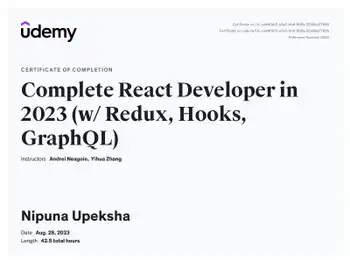 ûdemy
CERTIFICATE OF COMPLETION
Complete React Developer in
2023 (w/ Redux, Hooks,
GraphQL)
Instructors Andrei Neagoie, Yihua Zhang
Nipuna Upeksha
Date Aug. 28, 2023
Length 42.5 total hours